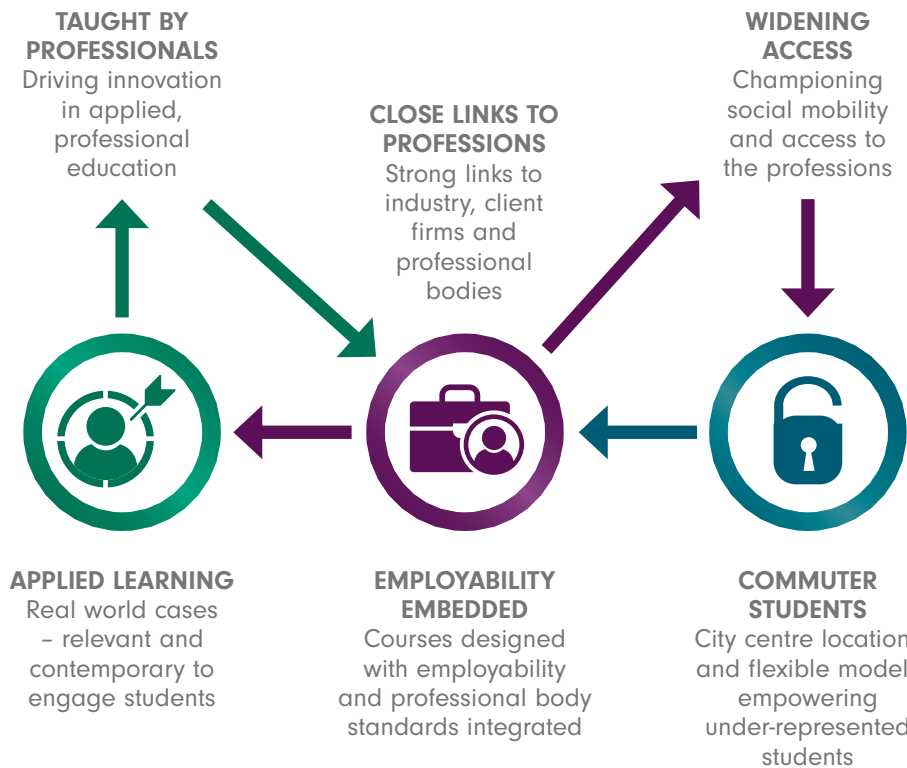 TAUGHT BY
PROFESSIONALS
Driving innovation
in applied,
professional
education
CLOSE LINKS TO
PROFESSIONS
Strong links to
industry, client
firms and
professional
bodies
WIDENING
ACCESS
Championing
social mobility
and access to
the professions
APPLIED LEARNING
Real world cases
– relevant and
contemporary to
engage students
EMPLOYABILITY
EMBEDDED
Courses designed
with employability
and professional body
standards integrated
COMMUTER
STUDENTS
City centre location
and flexible model
empowering
under-represented
students